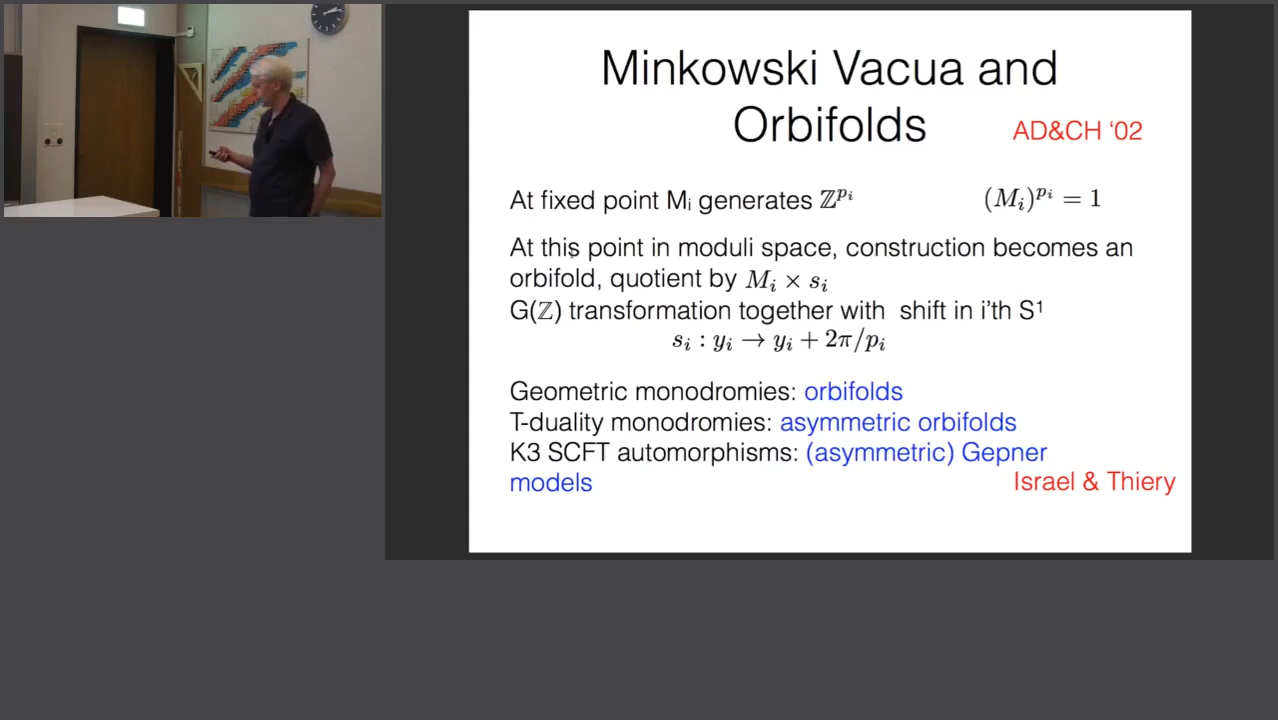 Minkowski Vacua and
Orbifolds
AD&CH ‘02
At fixed point Mᵢ generates ℤ^{pᵢ} (Mᵢ)^{pᵢ} = 1
At this point in moduli space, construction becomes an
orbifold, quotient by Mᵢ × sᵢ
G(ℤ) transformation together with shift in i'th S¹
sᵢ : yᵢ → yᵢ + 2π/pᵢ
Geometric monodromies: orbifolds
T-duality monodromies: asymmetric orbifolds
K3 SCFT automorphisms: (asymmetric) Gepner
models
Israel & Thiery